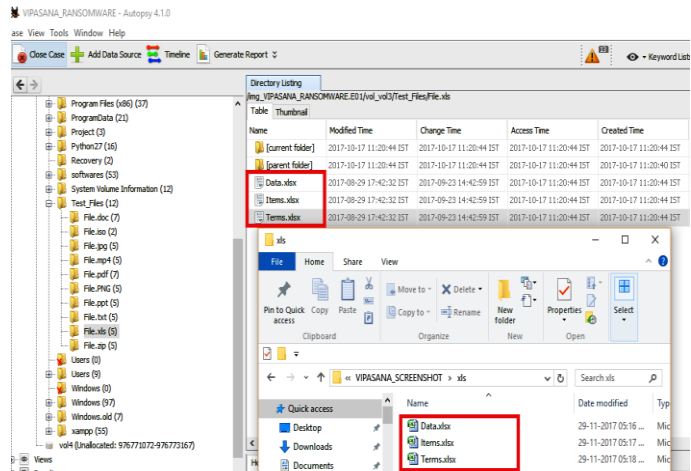 VIPASANA_RANSOMWARE - Autopsy 4.1.0
ase View Tools Window Help
Close Case Add Data Source Timeline Generate Report Keyword Lists
Directory Listing
/img_VIPASANA_RANSOMWARE.E01/vol_vol3/Test_Files/File.xls
Table Thumbnail
Name Modified Time Change Time Access Time Created Time
[current folder] 2017-10-17 11:20:44 IST 2017-10-17 11:20:44 IST 2017-10-17 11:20:44 IST 2017-10-17 11:20:44 IST
[parent folder] 2017-10-17 11:20:44 IST 2017-10-17 11:20:44 IST 2017-10-17 11:20:44 IST 2017-10-17 11:20:40 IST
Data.xlsx 2017-08-29 17:42:32 IST 2017-09-23 14:42:59 IST 2017-10-17 11:20:44 IST 2017-10-17 11:20:44 IST
Items.xlsx 2017-08-29 17:42:32 IST 2017-09-23 14:42:59 IST 2017-10-17 11:20:44 IST 2017-10-17 11:20:44 IST
Terms.xlsx 2017-08-29 17:42:32 IST 2017-09-23 14:42:59 IST 2017-10-17 11:20:44 IST 2017-10-17 11:20:44 IST
Program Files (x86) (37)
ProgramData (21)
Project (3)
Python27 (16)
Recovery (2)
softwares (53)
System Volume Information (12)
Test_Files (12)
File.doc (7)
File.iso (2)
File.jpg (5)
File.mp4 (5)
File.pdf (7)
File.PNG (5)
File.ppt (5)
File.txt (5)
File.xls (5)
File.zip (5)
Users (0)
Users (9)
Windows (0)
Windows (97)
Windows.old (7)
xampp (55)
vol4 (Unallocated: 976771072-976773167)
Views
xls
File Home Share View
Pin to Quick access
Copy
Paste
Move to
Copy to
Delete
Rename
New folder
Properties
Select
Clipboard Organize New Open
« VIPASANA_SCREENSHOT › xls
Search xls
Quick access
Desktop
Downloads
Documents
Name Date modified Typ
Data.xlsx 29-11-2017 05:16 ... Mic
Items.xlsx 29-11-2017 05:17 ... Mic
Terms.xlsx 29-11-2017 05:18 ... Mic